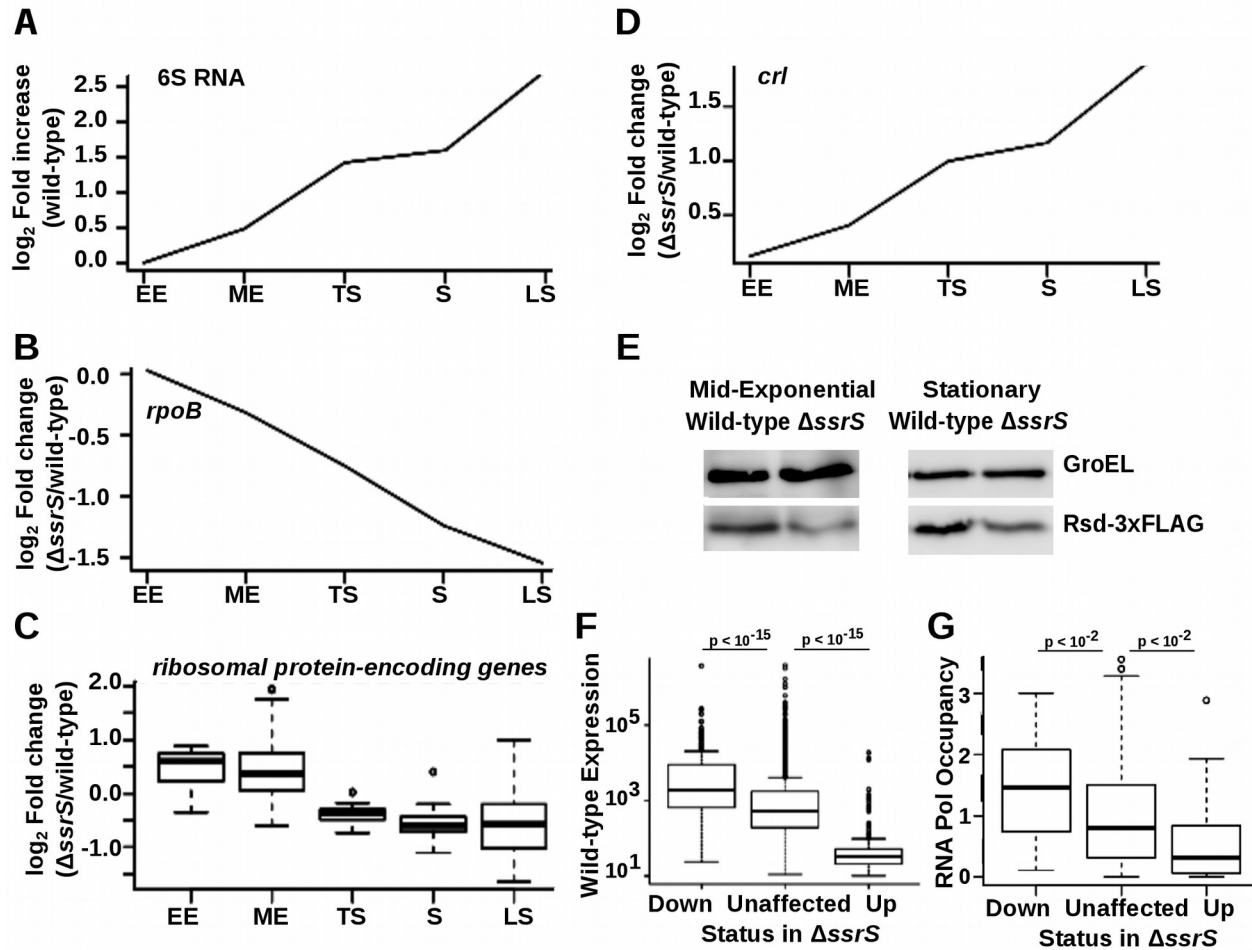 A
6S RNA
log2 Fold increase
(wild-type)
2.5
2.0
1.5
1.0
0.5
0.0
EE ME TS S LS
D
crl
log2 Fold change
(ΔssrS/wild-type)
1.5
1.0
0.5
EE ME TS S LS
B
rpoB
log2 Fold change
(ΔssrS/wild-type)
0.0
-0.5
-1.0
-1.5
EE ME TS S LS
E
Mid-Exponential Stationary
Wild-type ΔssrS Wild-type ΔssrS
GroEL
Rsd-3xFLAG
C
ribosomal protein-encoding genes
log2 Fold change
(ΔssrS/wild-type)
2.0
1.0
0.0
-1.0
EE ME TS S LS
F
p < 10-15 p < 10-15
Wild-type Expression
105
103
101
Down Unaffected Up
Status in ΔssrS
G
p < 10-2 p < 10-2
RNA Pol Occupancy
3
2
1
0
Down Unaffected Up
Status in ΔssrS